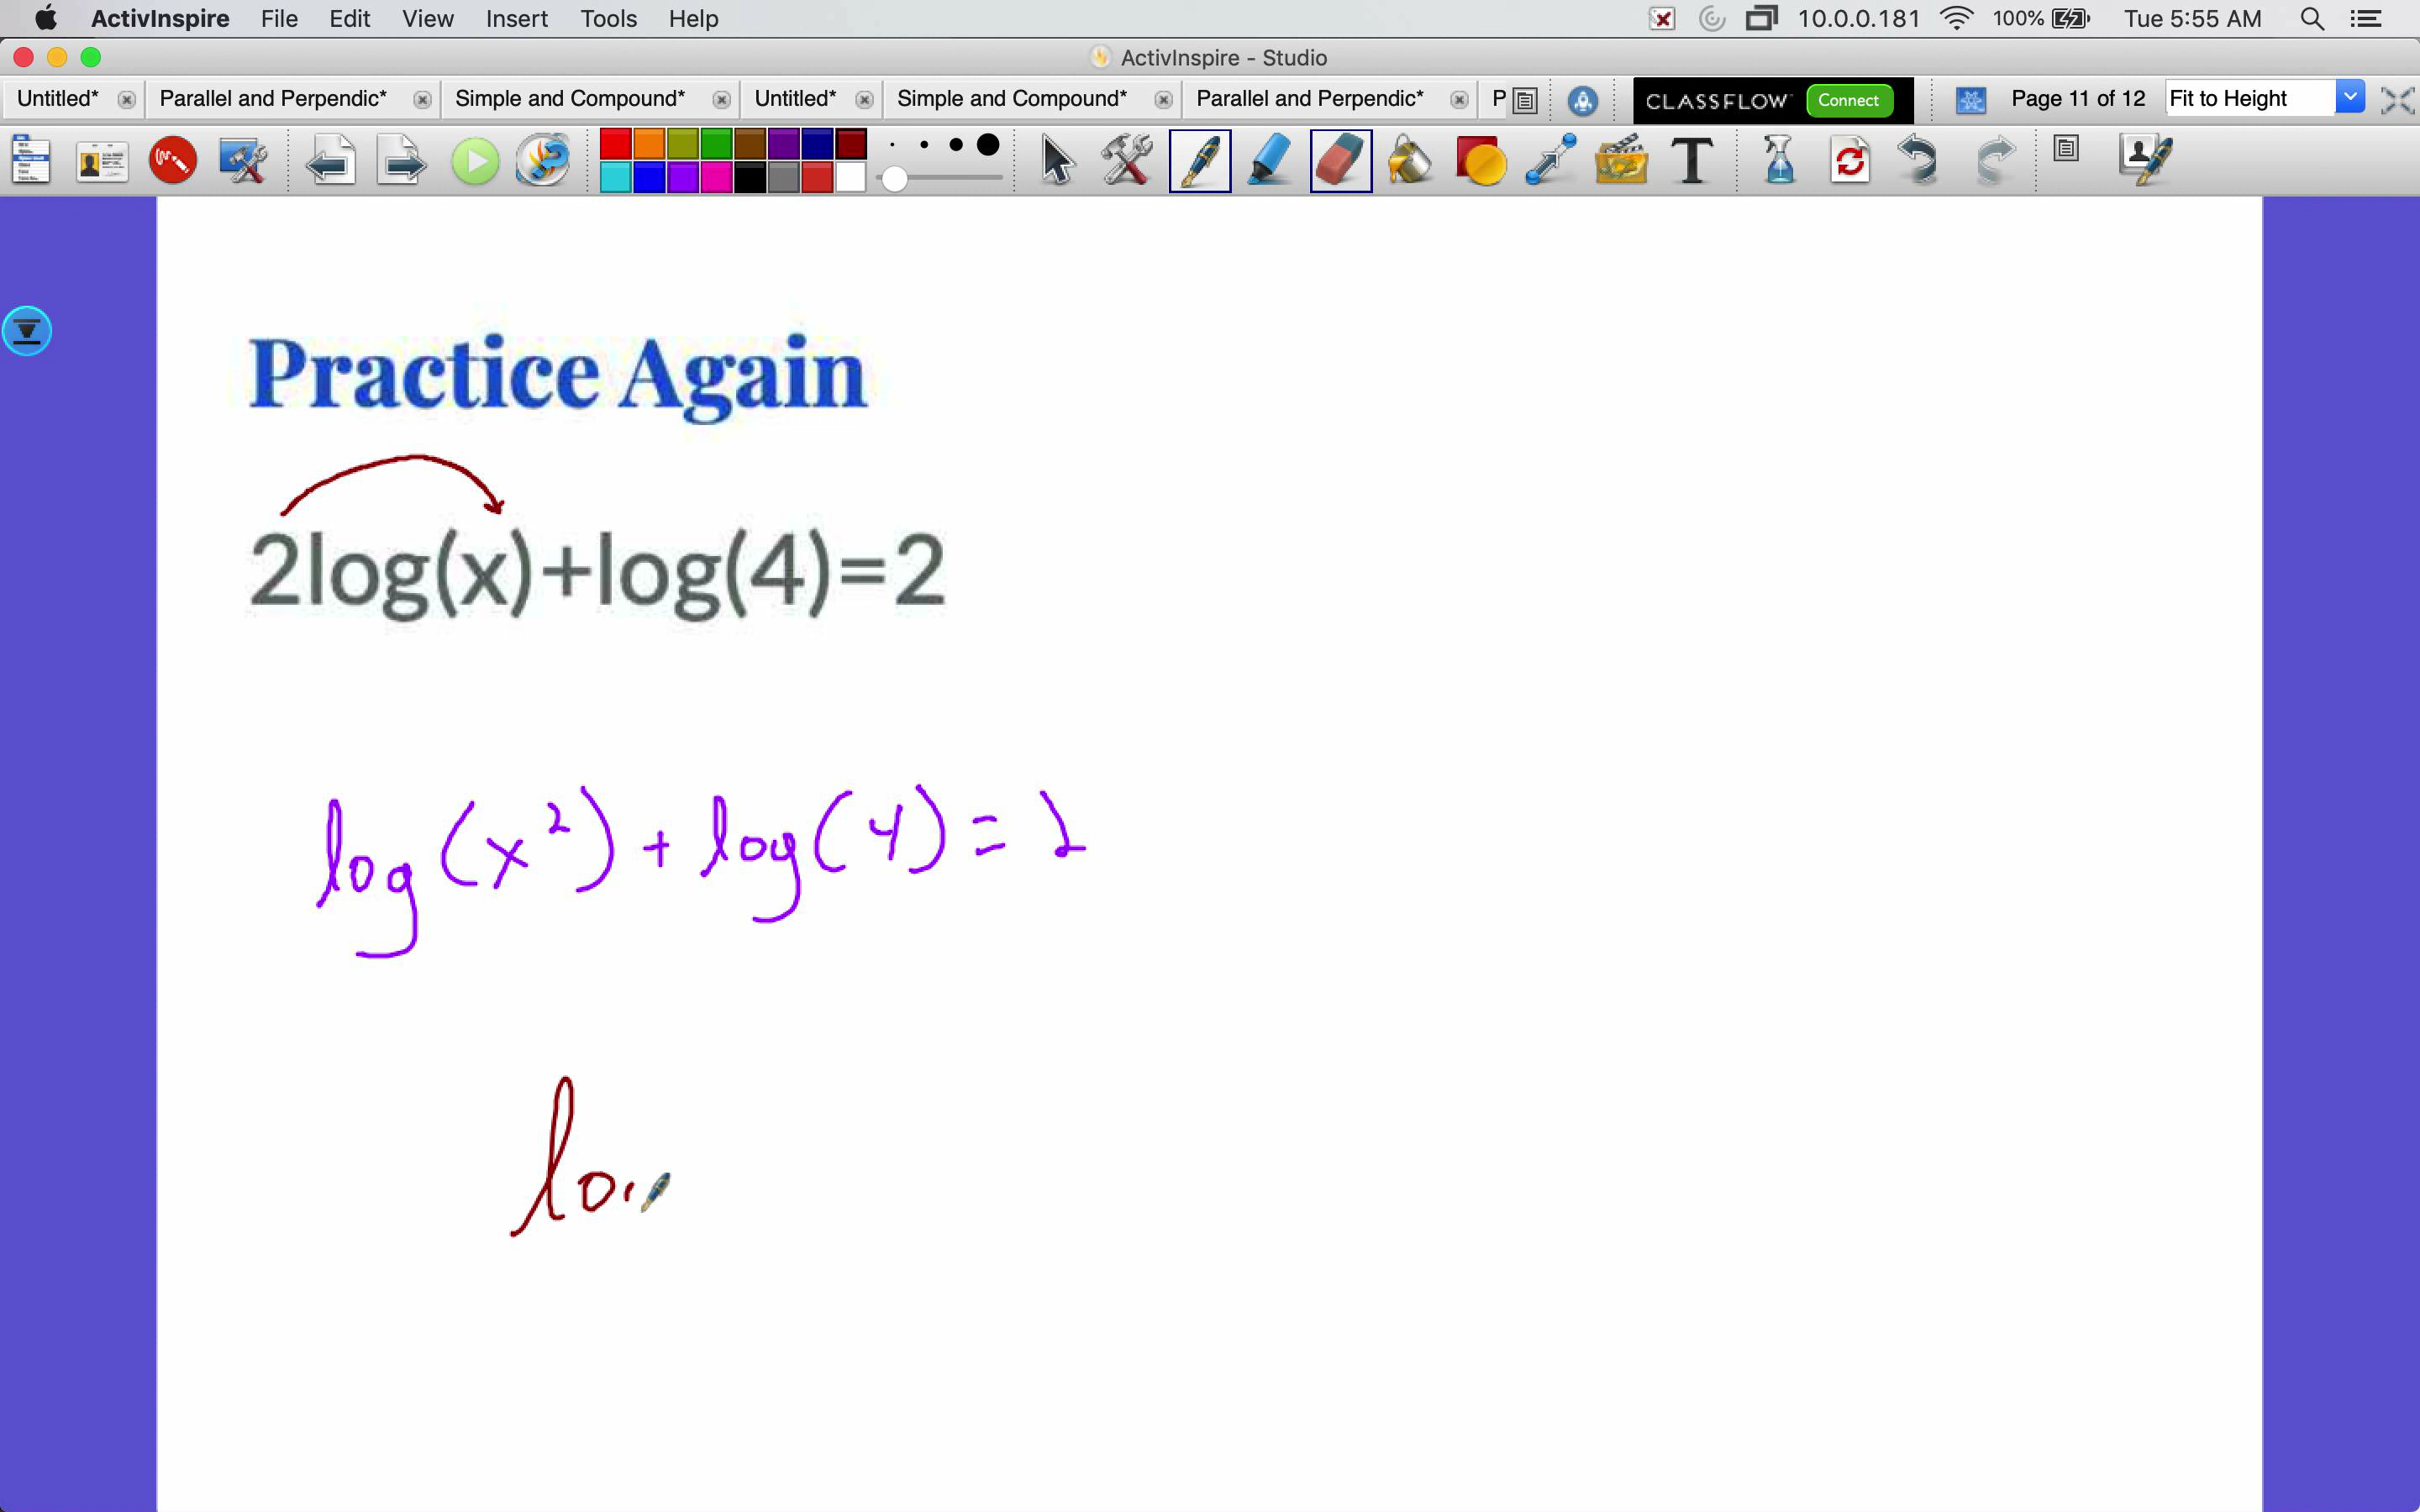 ActivInspire File Edit View Insert Tools Help 10.0.0.181 100% Tue 5:55 AM
ActivInspire - Studio
Untitled* Parallel and Perpendic* Simple and Compound* Untitled* Simple and Compound* Parallel and Perpendic* P CLASSFLOW Connect Page 11 of 12 Fit to Height
T
Practice Again
2log(x)+log(4)=2
log(x²) + log(4) = 2
lo